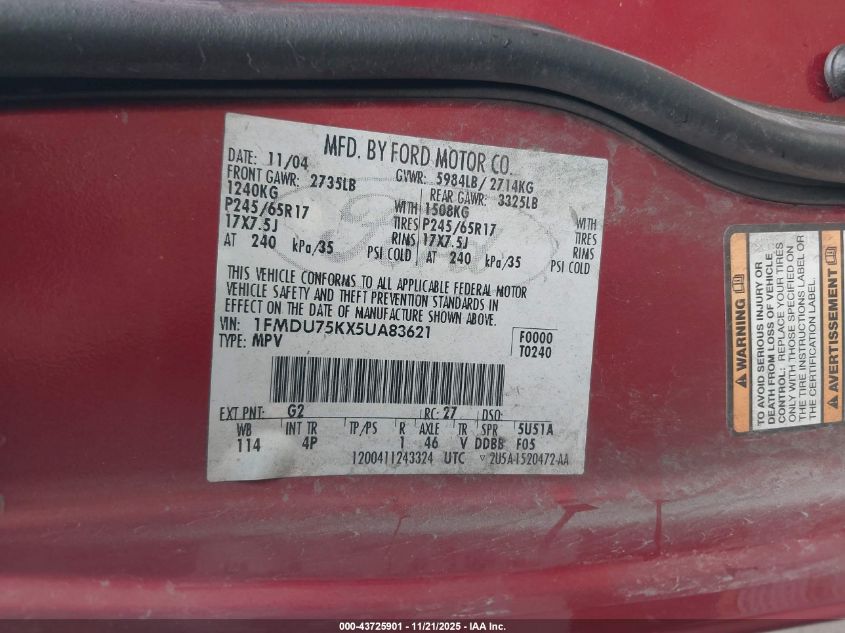 MFD. BY FORD MOTOR CO.
DATE: 11/04 GVWR: 5984LB/ 2714KG
FRONT GAWR: 2735LB REAR GAWR: 3325LB
1240KG WITH 1508KG WITH
P245/65R17 TIRES P245/65R17 TIRES
17X7.5J RIMS 17X7.5J RIMS
AT 240 kPa/35 PSI COLD AT 240 kPa/35 PSI COLD
THIS VEHICLE CONFORMS TO ALL APPLICABLE FEDERAL MOTOR
VEHICLE SAFETY AND THEFT PREVENTION STANDARDS IN
EFFECT ON THE DATE OF MANUFACTURE SHOWN ABOVE.
VIN: 1FMDU75KX5UA83621 F0000
TYPE: MPV T0240
EXT PNT: G2 RC: 27 DSO:
WB INT TR TP/PS R AXLE TR SPR 5U51A
114 4P 1 46 V DDBB F05
1200411243324 UTC ▽ 2U5A-1520472-AA
Ford
WARNING
TO AVOID SERIOUS INJURY OR
DEATH FROM LOSS OF VEHICLE
CONTROL: REPLACE YOUR TIRES
ONLY WITH THOSE SPECIFIED ON
THE TIRE INSTRUCTIONS LABEL OR
THE CERTIFICATION LABEL.
AVERTISSEMENT
000-43725901 - 11/21/2025 - IAA Inc.